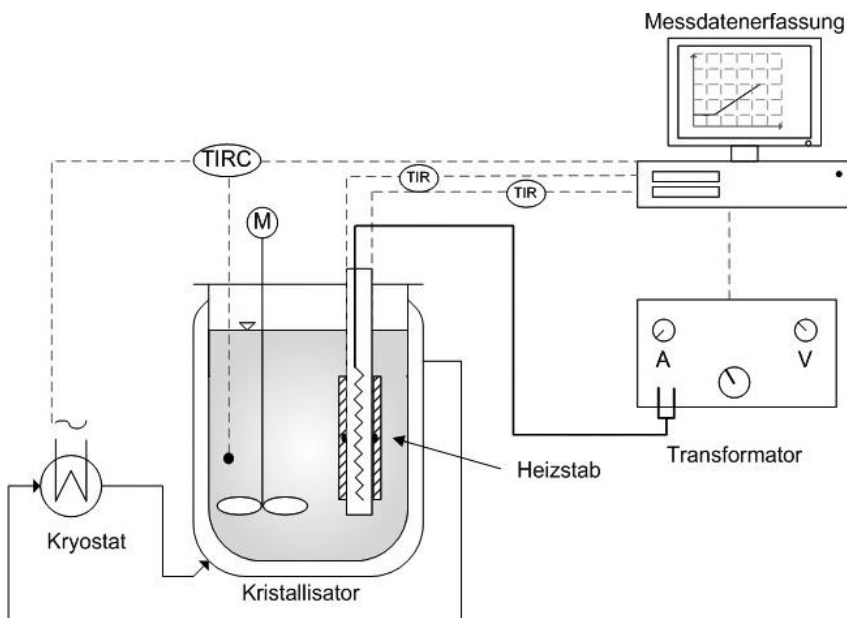 Messdatenerfassung
TIRC
TIR
TIR
M
A
V
Heizstab
Transformator
Kryostat
Kristallisator